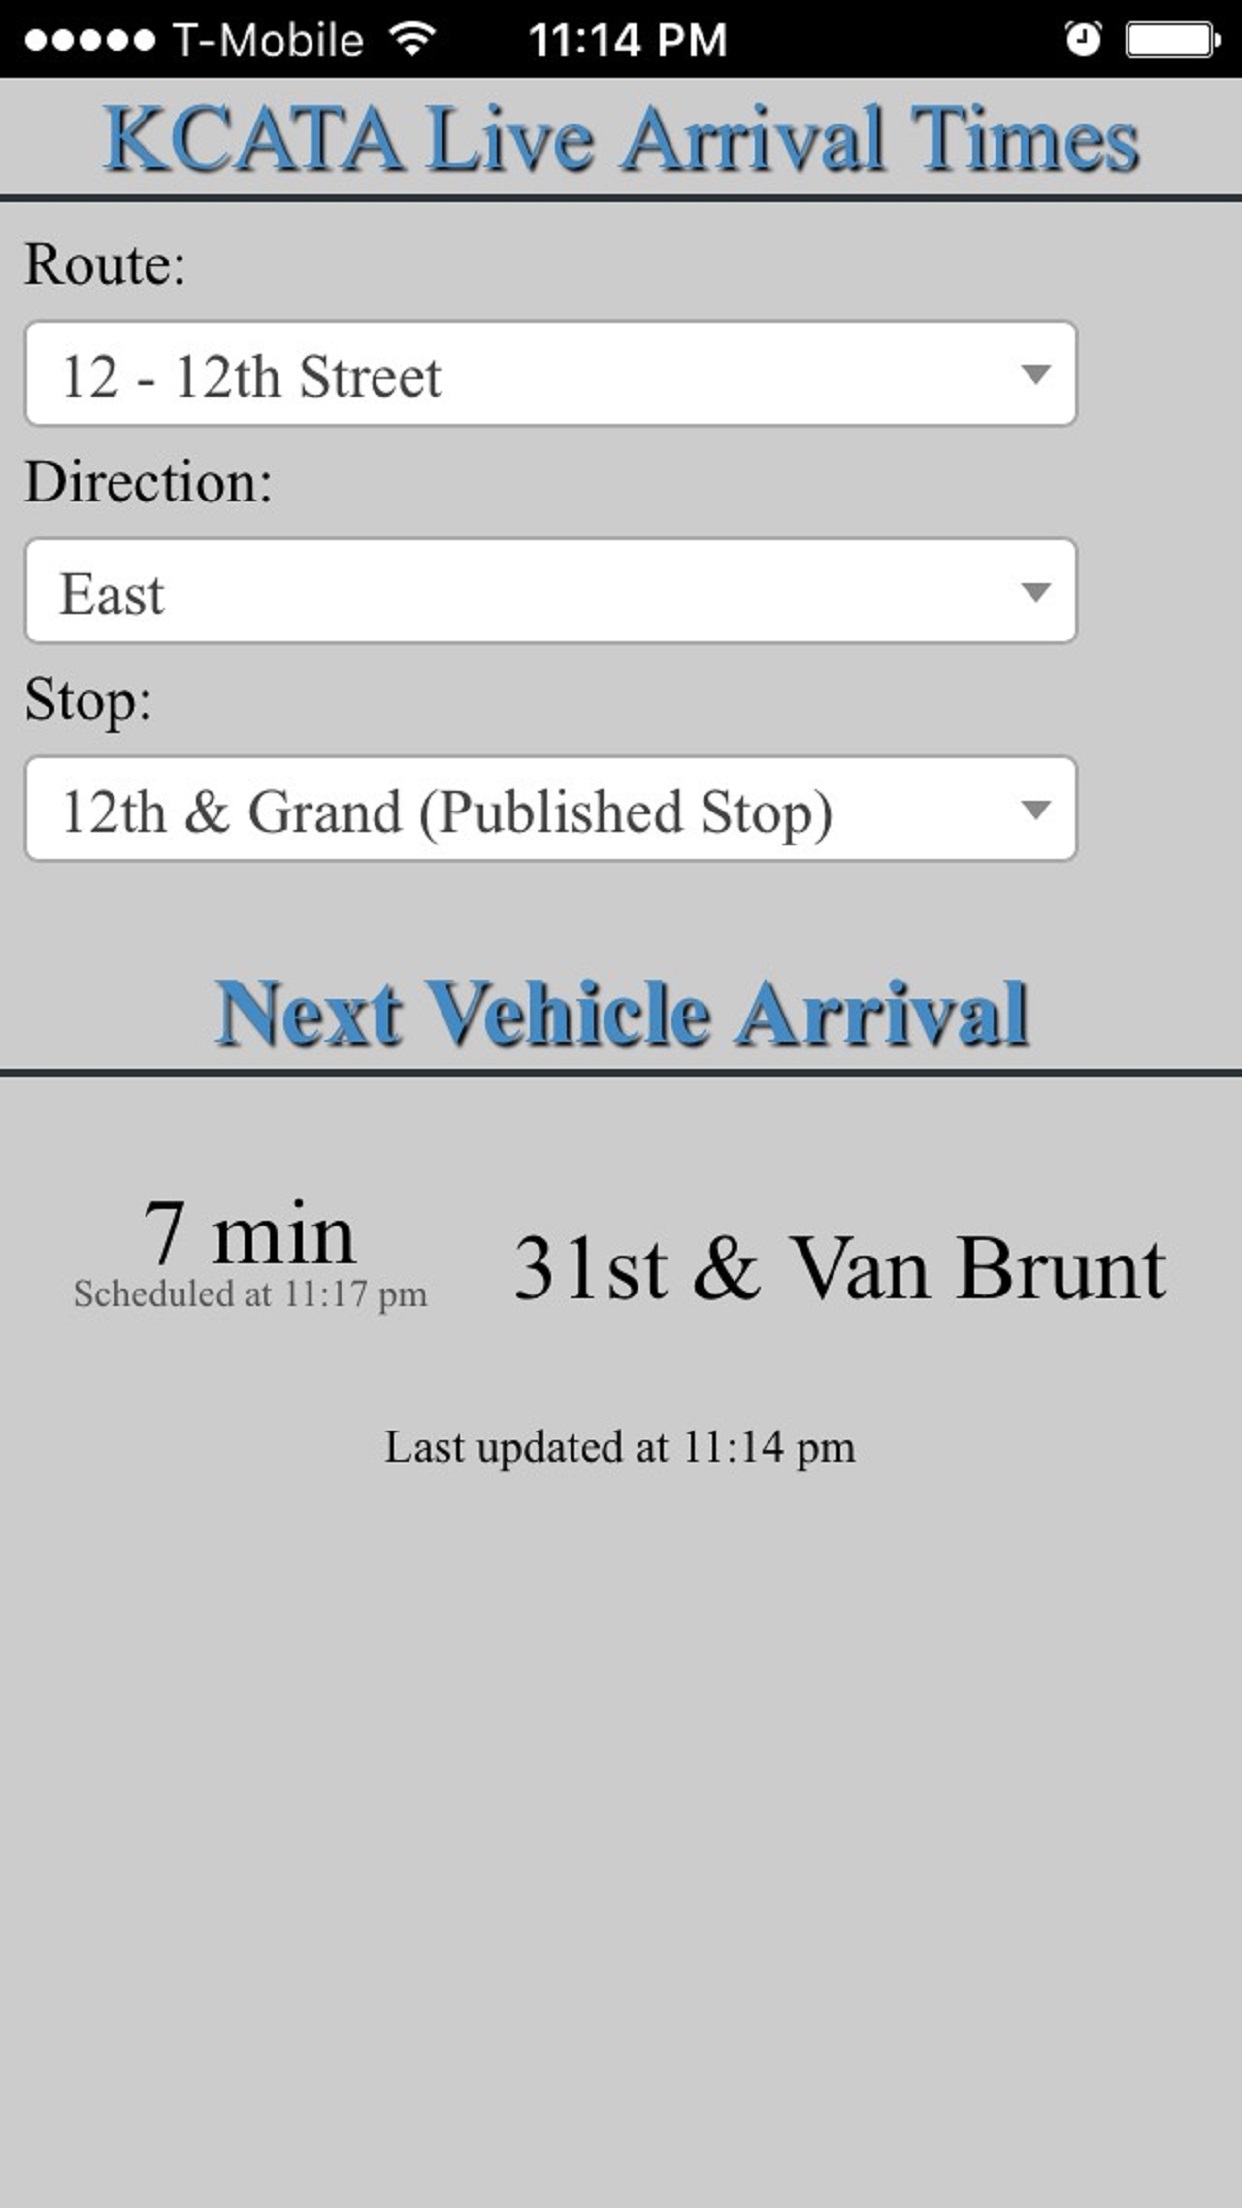 T-Mobile 11:14 PM
KCATA Live Arrival Times
Route:
12 - 12th Street
Direction:
East
Stop:
12th & Grand (Published Stop)
Next Vehicle Arrival
7 min
Scheduled at 11:17 pm
31st & Van Brunt
Last updated at 11:14 pm